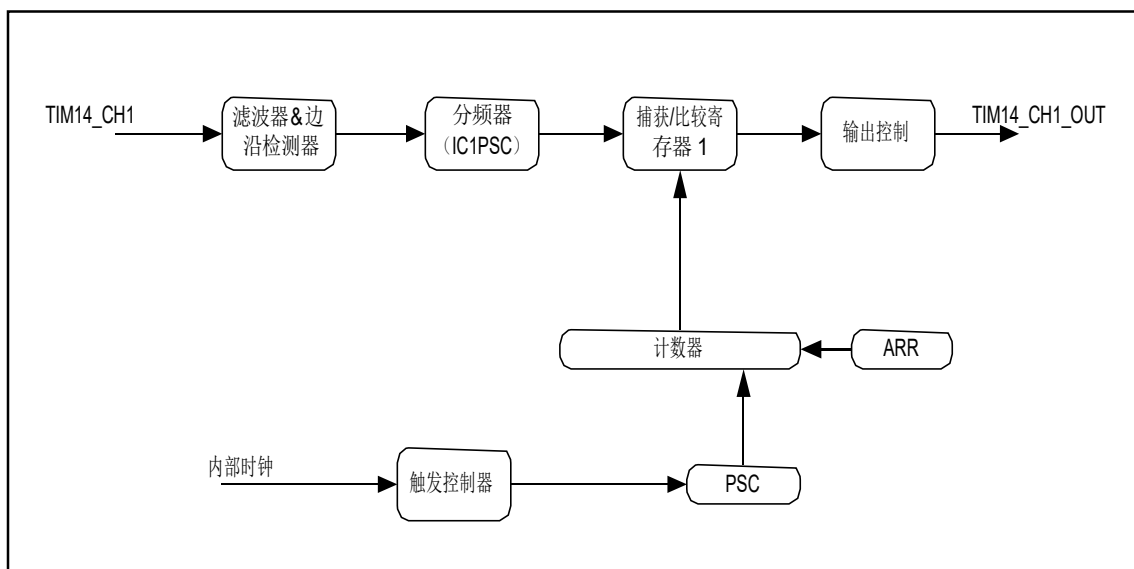 TIM14_CH1
滤波器&边
沿检测器
分频器
（IC1PSC）
捕获/比较寄
存器 1
输出控制
TIM14_CH1_OUT
计数器
ARR
内部时钟
触发控制器
PSC